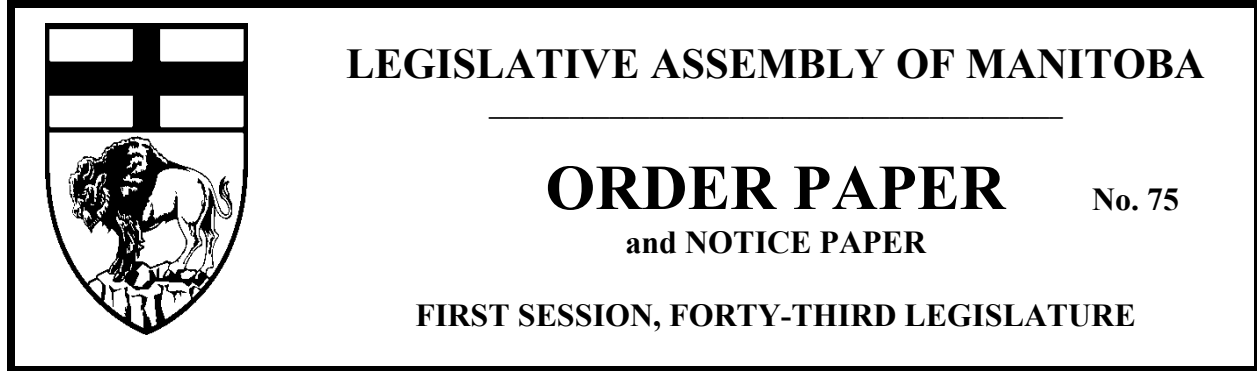 LEGISLATIVE ASSEMBLY OF MANITOBA
ORDER PAPER No. 75
and NOTICE PAPER
FIRST SESSION, FORTY-THIRD LEGISLATURE